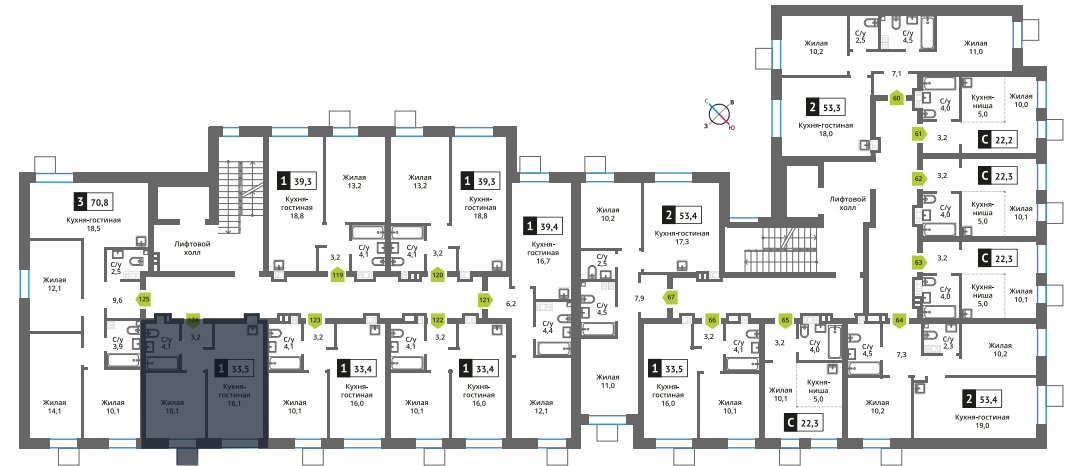 Жилая
10,2
С/у
2,5
С/у
4,5
Жилая
11,0
7,1
60
2 53,3
Кухня-гостиная
18,0
С/у
4,0
Кухня-
ниша
5,0
Жилая
10,0
61
3,2
С 22,2
62
3,2
С 22,3
С/у
4,0
Кухня-
ниша
5,0
Жилая
10,1
Лифтовой
холл
63
3,2
С 22,3
С/у
4,0
Кухня-
ниша
5,0
Жилая
10,1
С
В
З
Ю
3 70,8
Кухня-гостиная
18,5
Лифтовой
холл
1 39,3
Кухня-
гостиная
18,8
Жилая
13,2
3,2
С/у
4,1
119
Жилая
13,2
1 39,3
Кухня-
гостиная
18,8
С/у
4,1
3,2
120
1 39,4
Кухня-
гостиная
16,7
121
6,2
С/у
4,4
Жилая
12,1
Жилая
10,2
2 53,4
Кухня-гостиная
17,3
С/у
2,5
С/у
4,5
7,9
67
Жилая
11,0
Жилая
12,1
С/у
2,5
9,6
125
С/у
3,9
Жилая
14,1
Жилая
10,1
124
С/у
4,1
3,2
1 33,5
Кухня-
гостиная
16,1
Жилая
10,1
123
С/у
4,1
3,2
1 33,4
Кухня-
гостиная
16,0
Жилая
10,1
122
С/у
4,1
3,2
1 33,4
Кухня-
гостиная
16,0
Жилая
10,1
66
3,2
С/у
4,1
1 33,5
Кухня-
гостиная
16,0
Жилая
10,1
65
3,2
С/у
4,0
Жилая
10,1
Кухня-
ниша
5,0
С 22,3
64
С/у
4,5
7,3
С/у
2,3
Жилая
10,2
Жилая
10,2
2 53,4
Кухня-гостиная
19,0